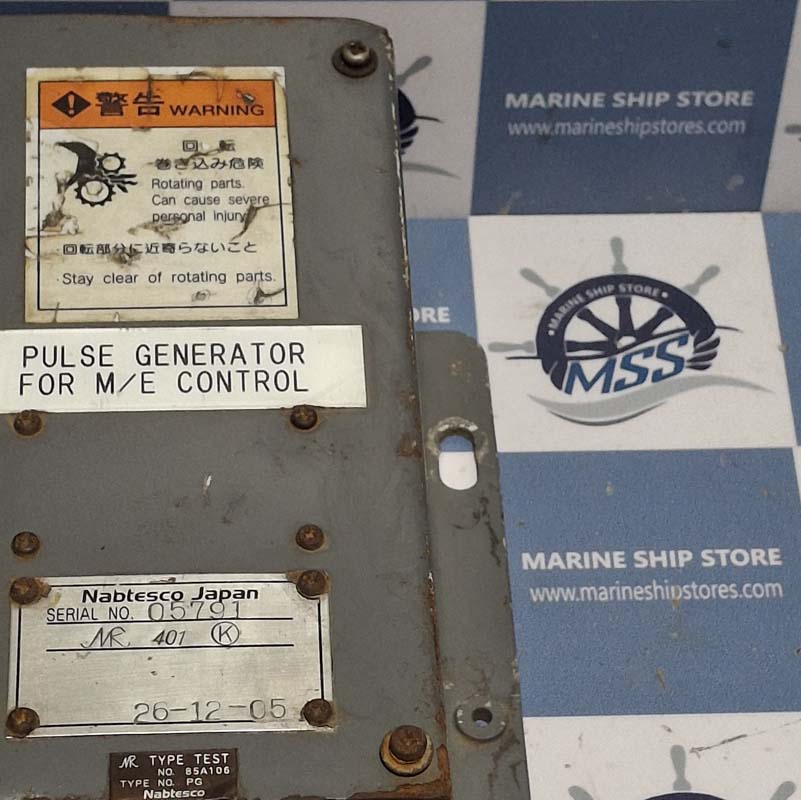 警告 WARNING
回 転
巻き込み危険
Rotating parts.
Can cause severe
personal injury
回転部分に近寄らないこと
Stay clear of rotating parts.
PULSE GENERATOR
FOR M/E CONTROL
Nabtesco Japan
SERIAL NO. 05791
NR 401 K
26-12-05
NR TYPE TEST
NO. 85A106
TYPE NO. PG
Nabtesco
MARINE SHIP STORE
www.marineshipstores.com
ORE
MARINE SHIP STORE
MSS
MARINE SHIP STORE
www.marineshipstores.com